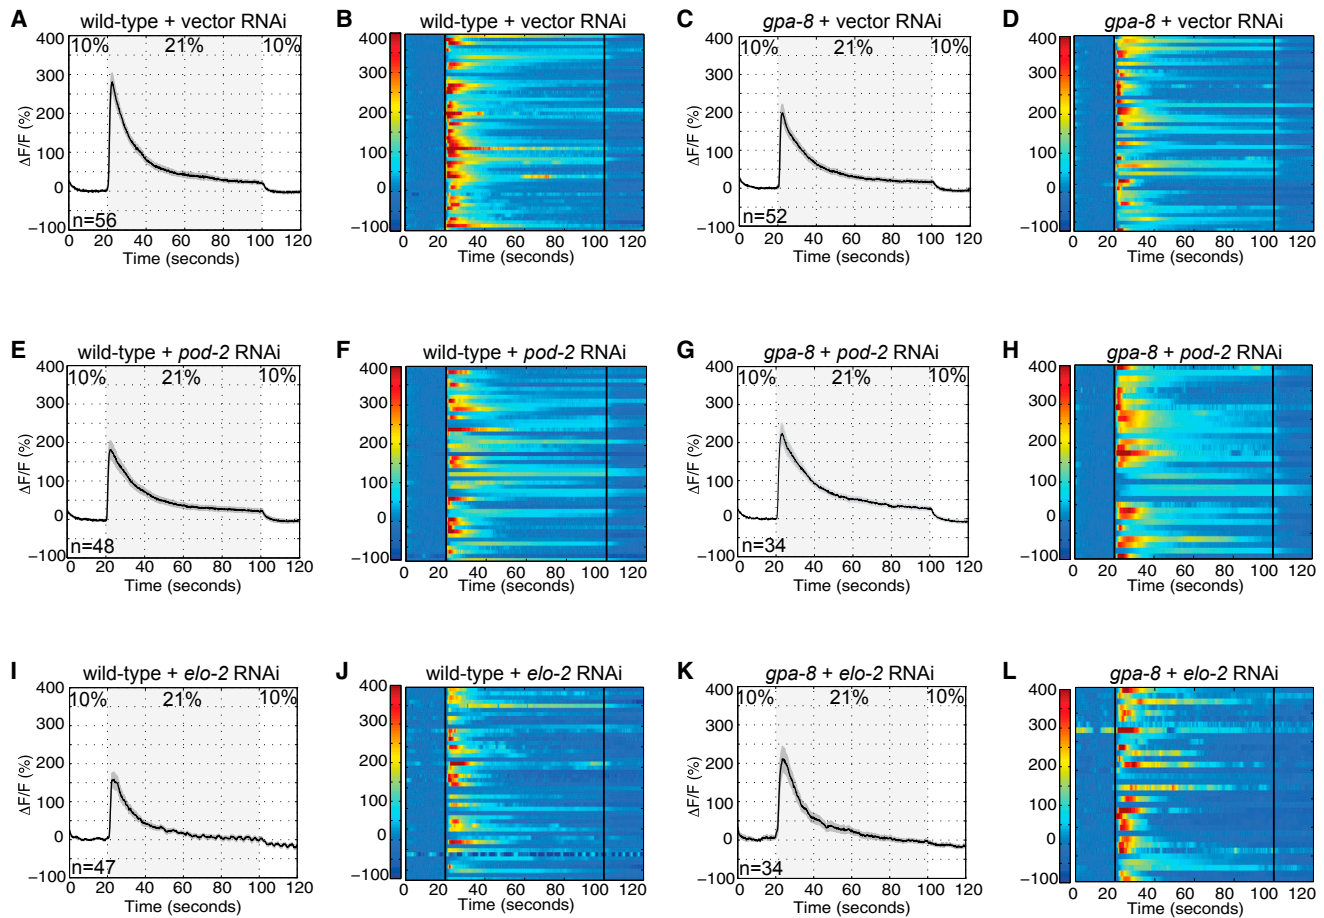 A wild-type + vector RNAi
400
300
200
100
0
−100
ΔF/F (%)
10% 21% 10%
n=56
0 20 40 60 80 100 120
Time (seconds)
B wild-type + vector RNAi
400
300
200
100
0
−100
0 20 40 60 80 100 120
Time (seconds)
C gpa-8 + vector RNAi
400
300
200
100
0
−100
ΔF/F (%)
10% 21% 10%
n=52
0 20 40 60 80 100 120
Time (seconds)
D gpa-8 + vector RNAi
400
300
200
100
0
−100
0 20 40 60 80 100 120
Time (seconds)
E wild-type + pod-2 RNAi
400
300
200
100
0
−100
ΔF/F (%)
10% 21% 10%
n=48
0 20 40 60 80 100 120
Time (seconds)
F wild-type + pod-2 RNAi
400
300
200
100
0
−100
0 20 40 60 80 100 120
Time (seconds)
G gpa-8 + pod-2 RNAi
400
300
200
100
0
−100
ΔF/F (%)
10% 21% 10%
n=34
0 20 40 60 80 100 120
Time (seconds)
H gpa-8 + pod-2 RNAi
400
300
200
100
0
−100
0 20 40 60 80 100 120
Time (seconds)
I wild-type + elo-2 RNAi
400
300
200
100
0
−100
ΔF/F (%)
10% 21% 10%
n=47
0 20 40 60 80 100 120
Time (seconds)
J wild-type + elo-2 RNAi
400
300
200
100
0
−100
0 20 40 60 80 100 120
Time (seconds)
K gpa-8 + elo-2 RNAi
400
300
200
100
0
−100
ΔF/F (%)
10% 21% 10%
n=34
0 20 40 60 80 100 120
Time (seconds)
L gpa-8 + elo-2 RNAi
400
300
200
100
0
−100
0 20 40 60 80 100 120
Time (seconds)